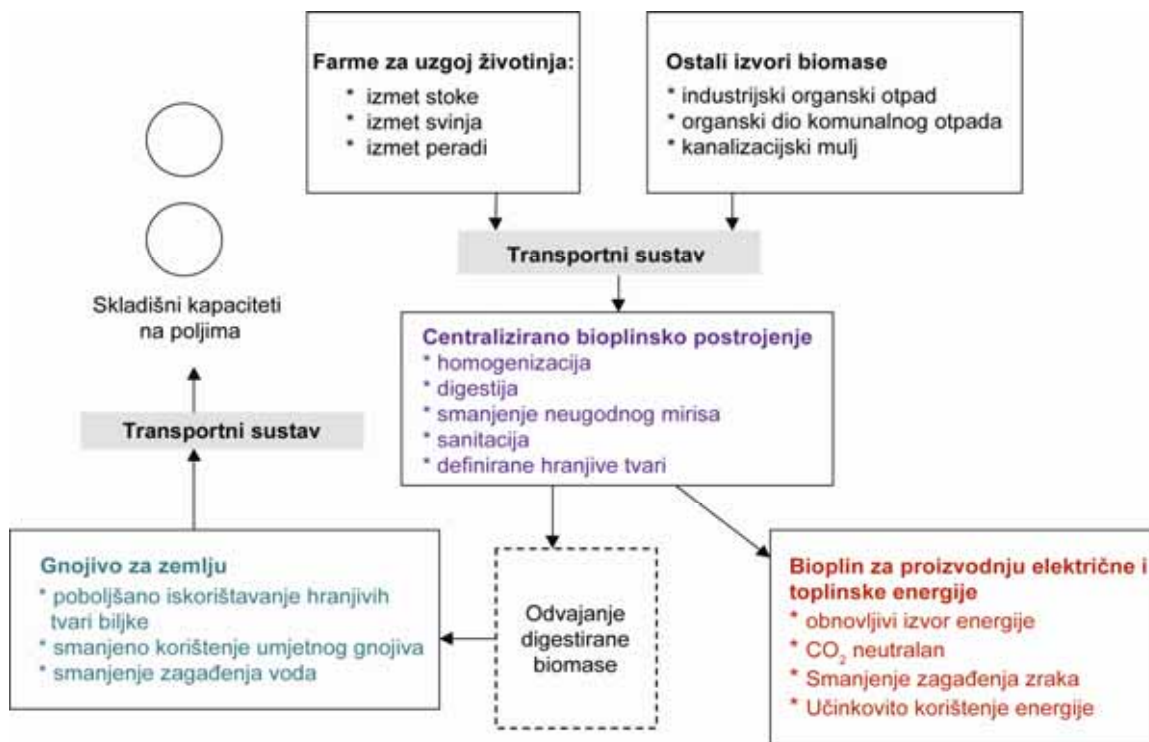 Farme za uzgoj životinja:
* izmet stoke
* izmet svinja
* izmet peradi
Ostali izvori biomase
* industrijski organski otpad
* organski dio komunalnog otpada
* kanalizacijski mulj
Transportni sustav
Skladišni kapaciteti
na poljima
Centralizirano bioplinsko postrojenje
* homogenizacija
* digestija
* smanjenje neugodnog mirisa
* sanitacija
* definirane hranjive tvari
Transportni sustav
Gnojivo za zemlju
* poboljšano iskorištavanje hranjivih
tvari biljke
* smanjeno korištenje umjetnog gnojiva
* smanjenje zagađenja voda
Odvajanje
digestirane
biomase
Bioplin za proizvodnju električne i
toplinske energije
* obnovljivi izvor energije
* CO₂ neutralan
* Smanjenje zagađenja zraka
* Učinkovito korištenje energije